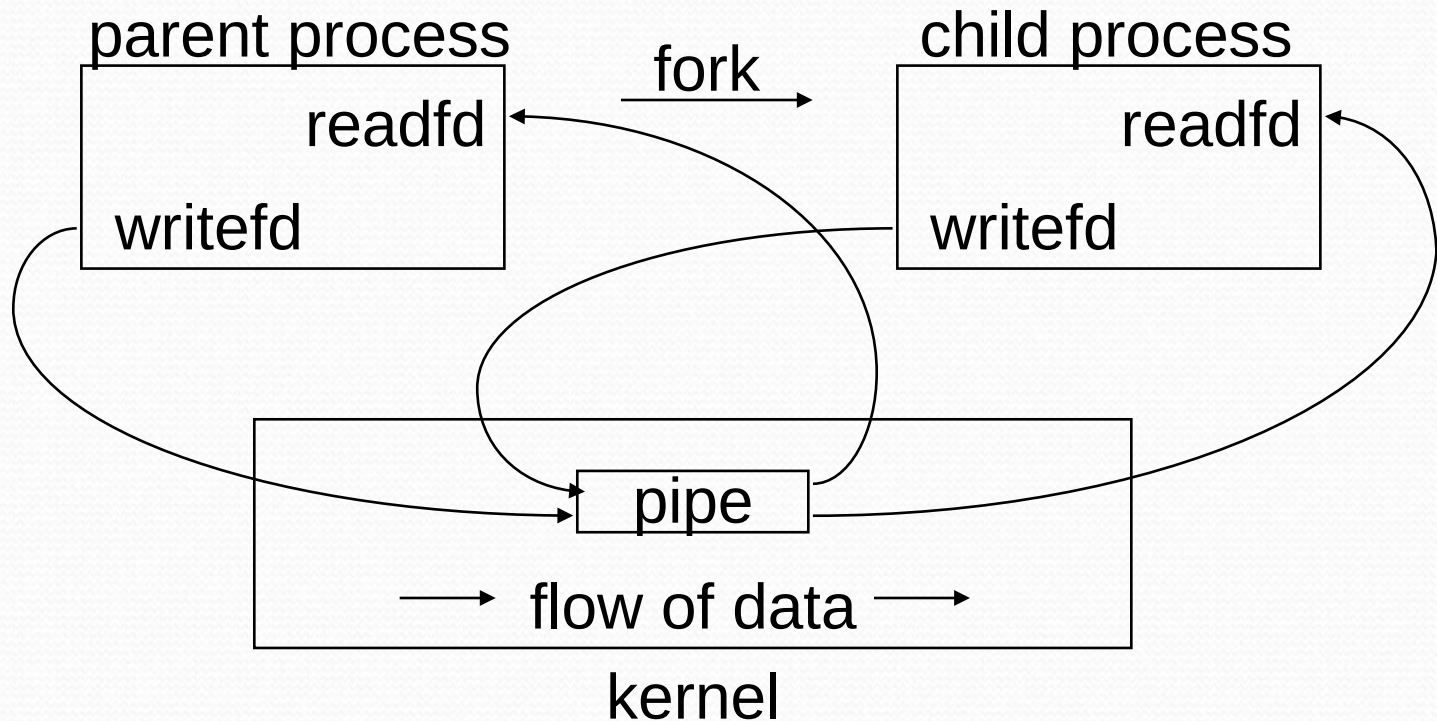 parent process
fork
child process
readfd
readfd
writefd
writefd
pipe
flow of data
kernel